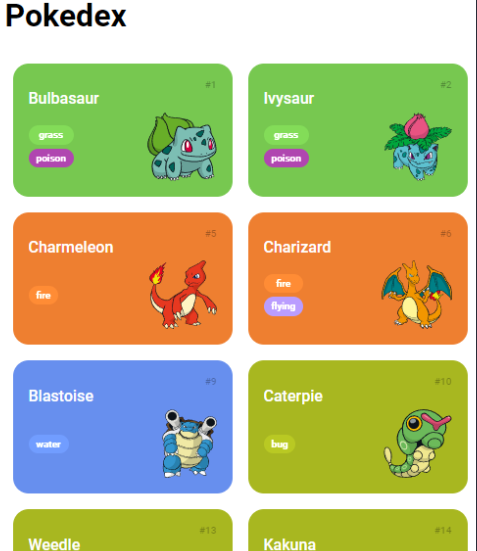 Pokedex
#1
Bulbasaur
grass
poison
#2
Ivysaur
grass
poison
#5
Charmeleon
fire
#6
Charizard
fire
flying
#9
Blastoise
water
#10
Caterpie
bug
#13
Weedle
#14
Kakuna